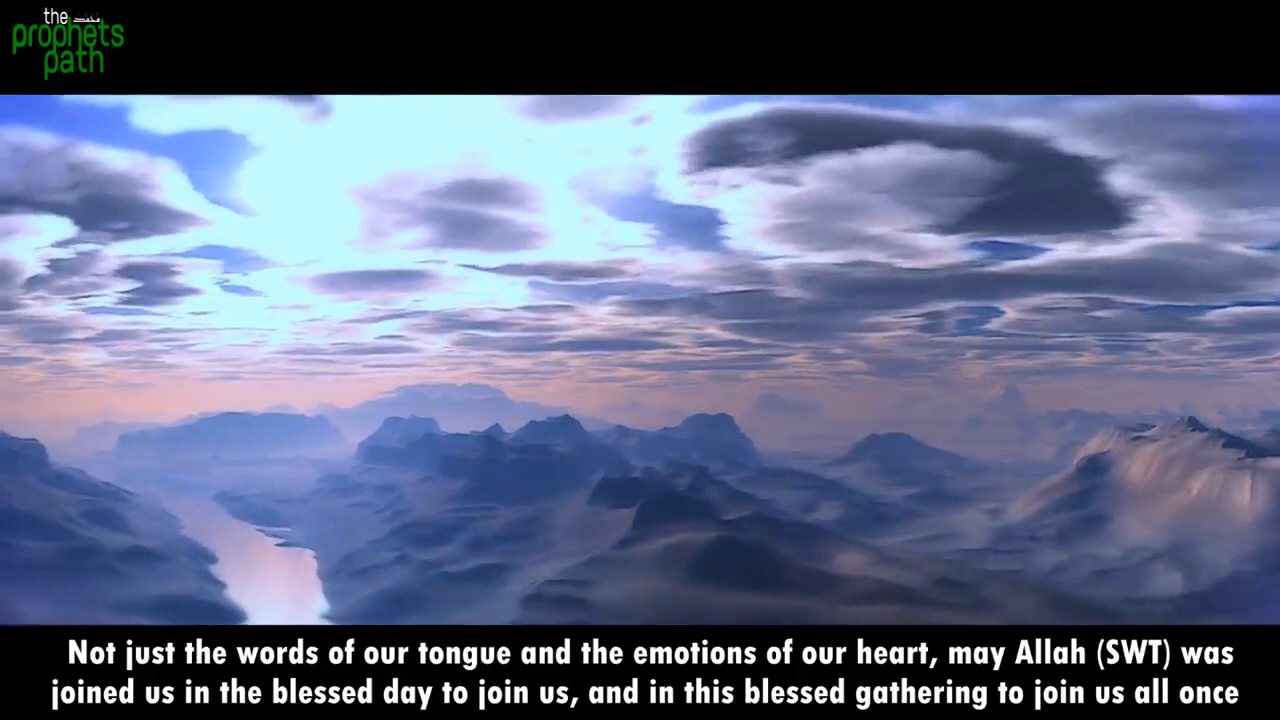 the
prophets
path
Not just the words of our tongue and the emotions of our heart, may Allah (SWT) was
joined us in the blessed day to join us, and in this blessed gathering to join us all once